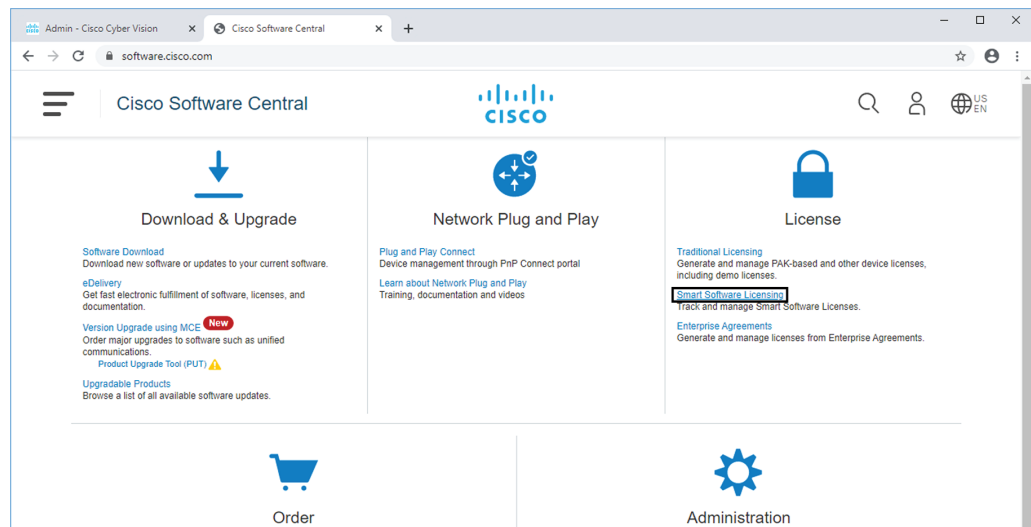 Admin - Cisco Cyber Vision
Cisco Software Central
software.cisco.com
Cisco Software Central
CISCO
US
EN
Download & Upgrade
Software Download
Download new software or updates to your current software.
eDelivery
Get fast electronic fulfillment of software, licenses, and
documentation.
Version Upgrade using MCE New
Order major upgrades to software such as unified
communications.
Product Upgrade Tool (PUT)
Upgradable Products
Browse a list of all available software updates.
Network Plug and Play
Plug and Play Connect
Device management through PnP Connect portal
Learn about Network Plug and Play
Training, documentation and videos
License
Traditional Licensing
Generate and manage PAK-based and other device licenses,
including demo licenses.
Smart Software Licensing
Track and manage Smart Software Licenses.
Enterprise Agreements
Generate and manage licenses from Enterprise Agreements.
Order
Administration